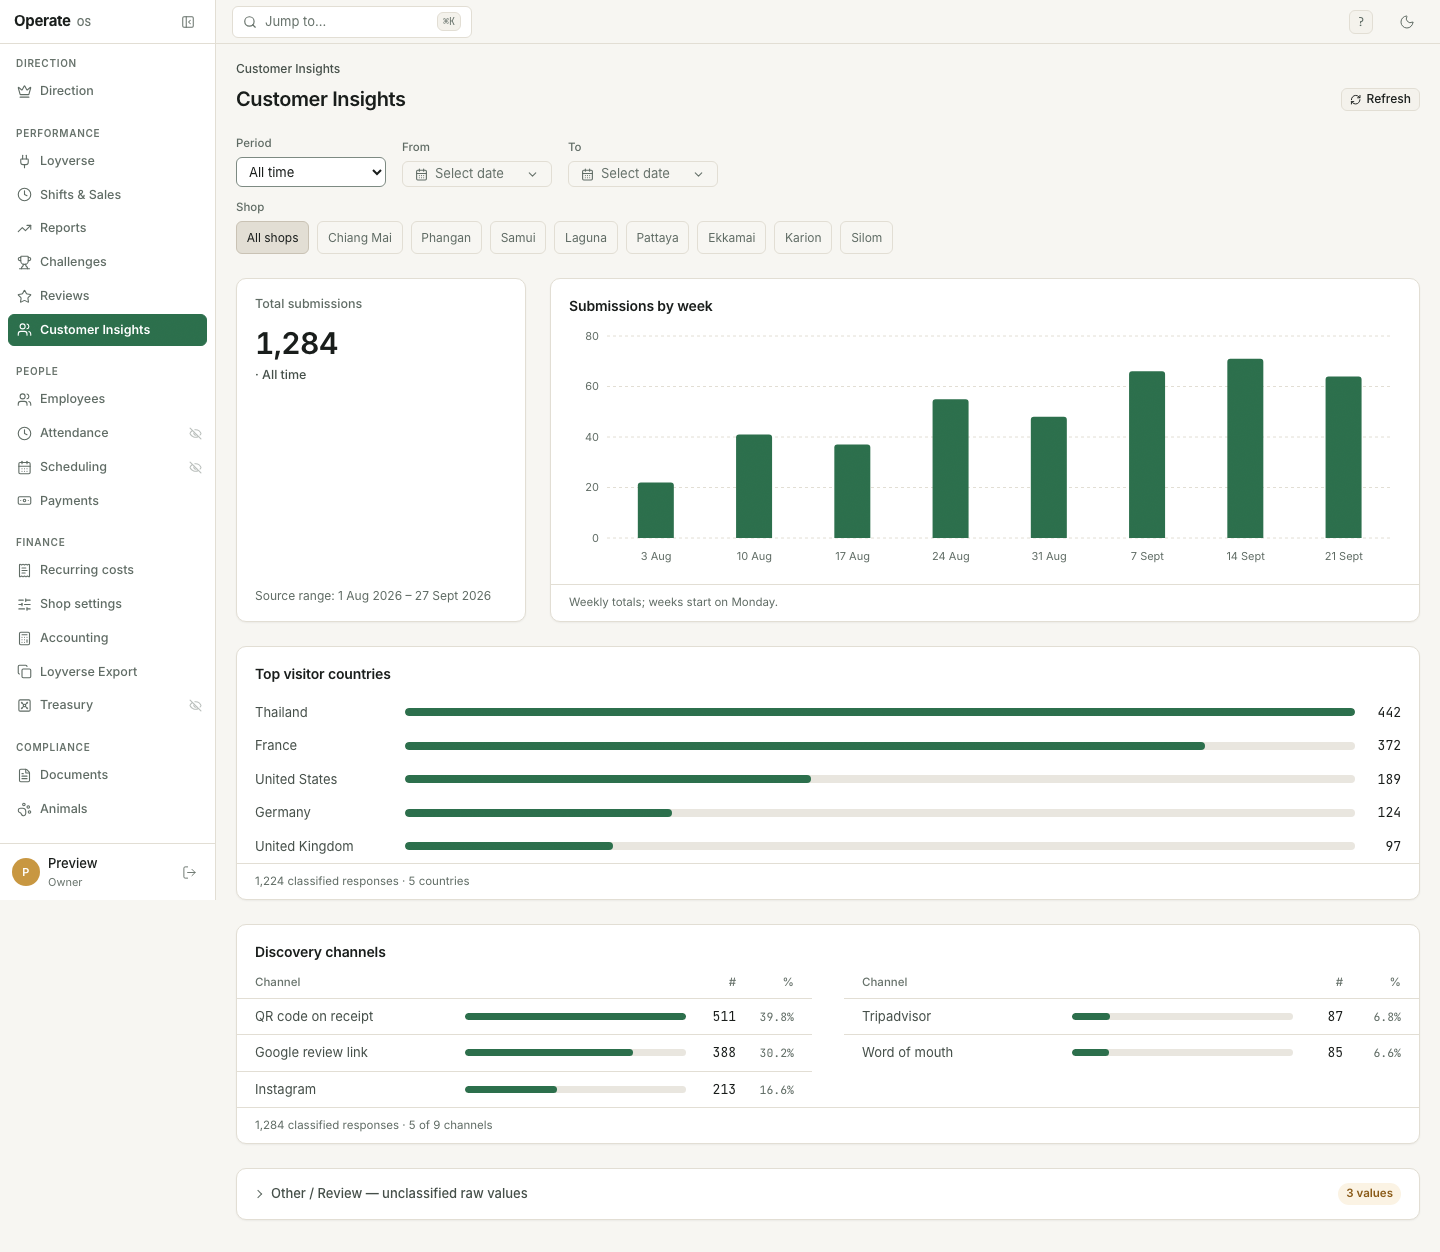 Operate OS
Jump to...
⌘K
?
DIRECTION
Direction
PERFORMANCE
Loyverse
Shifts & Sales
Reports
Challenges
Reviews
Customer Insights
PEOPLE
Employees
Attendance
Scheduling
Payments
FINANCE
Recurring costs
Shop settings
Accounting
Loyverse Export
Treasury
COMPLIANCE
Documents
Animals
P
Preview
Owner
Customer Insights
Customer Insights
Refresh
Period
From
To
All time
Select date
Select date
Shop
All shops
Chiang Mai
Phangan
Samui
Laguna
Pattaya
Ekkamai
Karion
Silom
Total submissions
1,284
· All time
Source range: 1 Aug 2026 – 27 Sept 2026
Submissions by week
80
60
40
20
0
3 Aug
10 Aug
17 Aug
24 Aug
31 Aug
7 Sept
14 Sept
21 Sept
Weekly totals; weeks start on Monday.
Top visitor countries
Thailand 442
France 372
United States 189
Germany 124
United Kingdom 97
1,224 classified responses · 5 countries
Discovery channels
Channel # %
QR code on receipt 511 39.8%
Google review link 388 30.2%
Instagram 213 16.6%
Channel # %
Tripadvisor 87 6.8%
Word of mouth 85 6.6%
1,284 classified responses · 5 of 9 channels
Other / Review — unclassified raw values
3 values